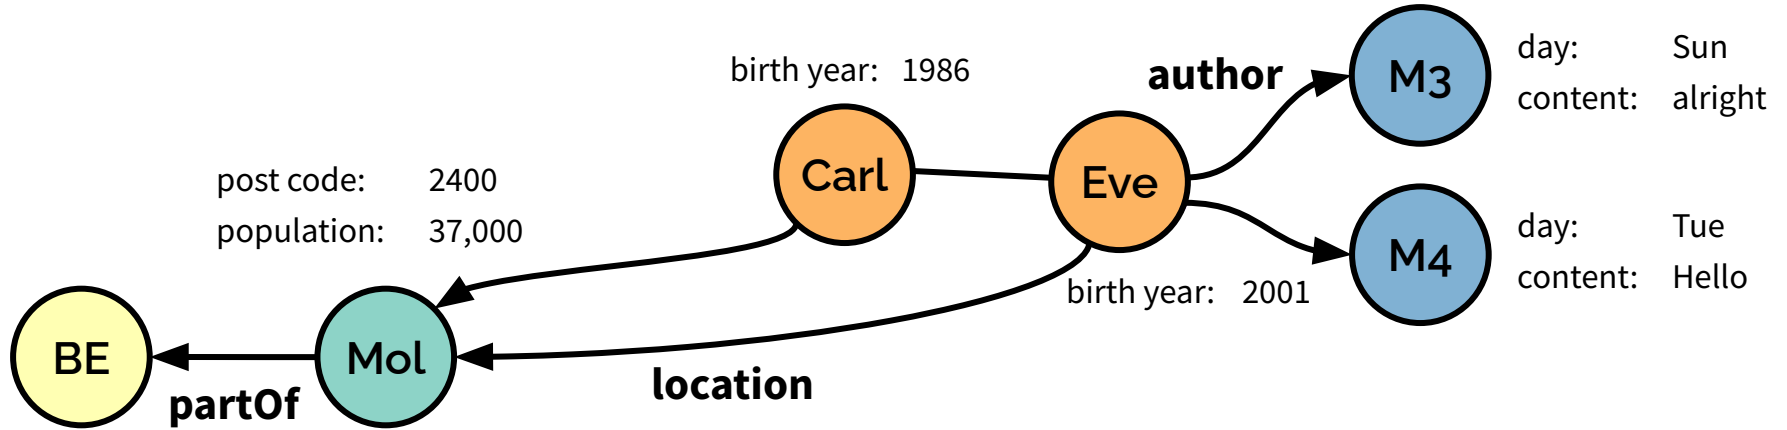 birth year: 1986
author
M3
day: Sun
content: alright
Carl
Eve
post code: 2400
population: 37,000
M4
day: Tue
content: Hello
birth year: 2001
BE
Mol
partOf
location